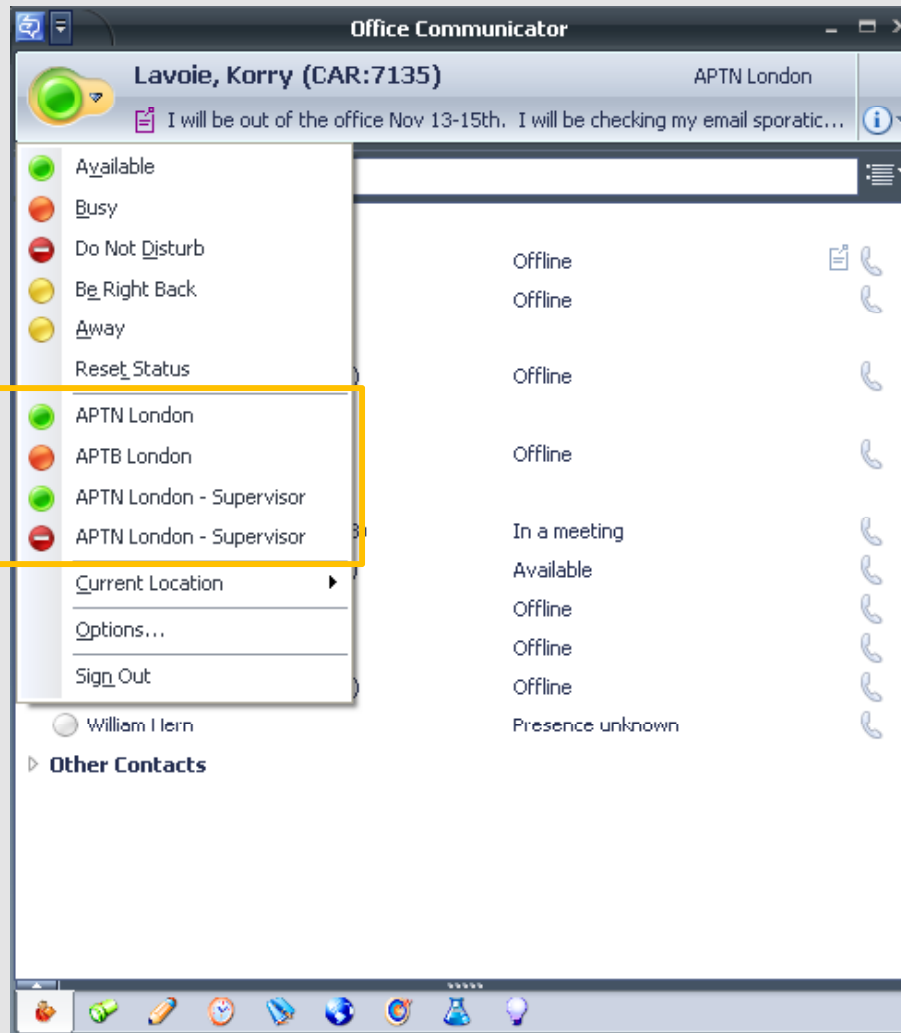 Office Communicator
Lavoie, Korry (CAR:7135) APTN London
I will be out of the office Nov 13-15th. I will be checking my email sporatic...
Available
Busy
Do Not Disturb
Be Right Back
Away
Reset Status
APTN London
APTB London
APTN London - Supervisor
APTN London - Supervisor
Current Location
Options...
Sign Out
Offline
Offline
) Offline
Offline
In a meeting
Available
Offline
Offline
) Offline
William Hern Presence unknown
Other Contacts